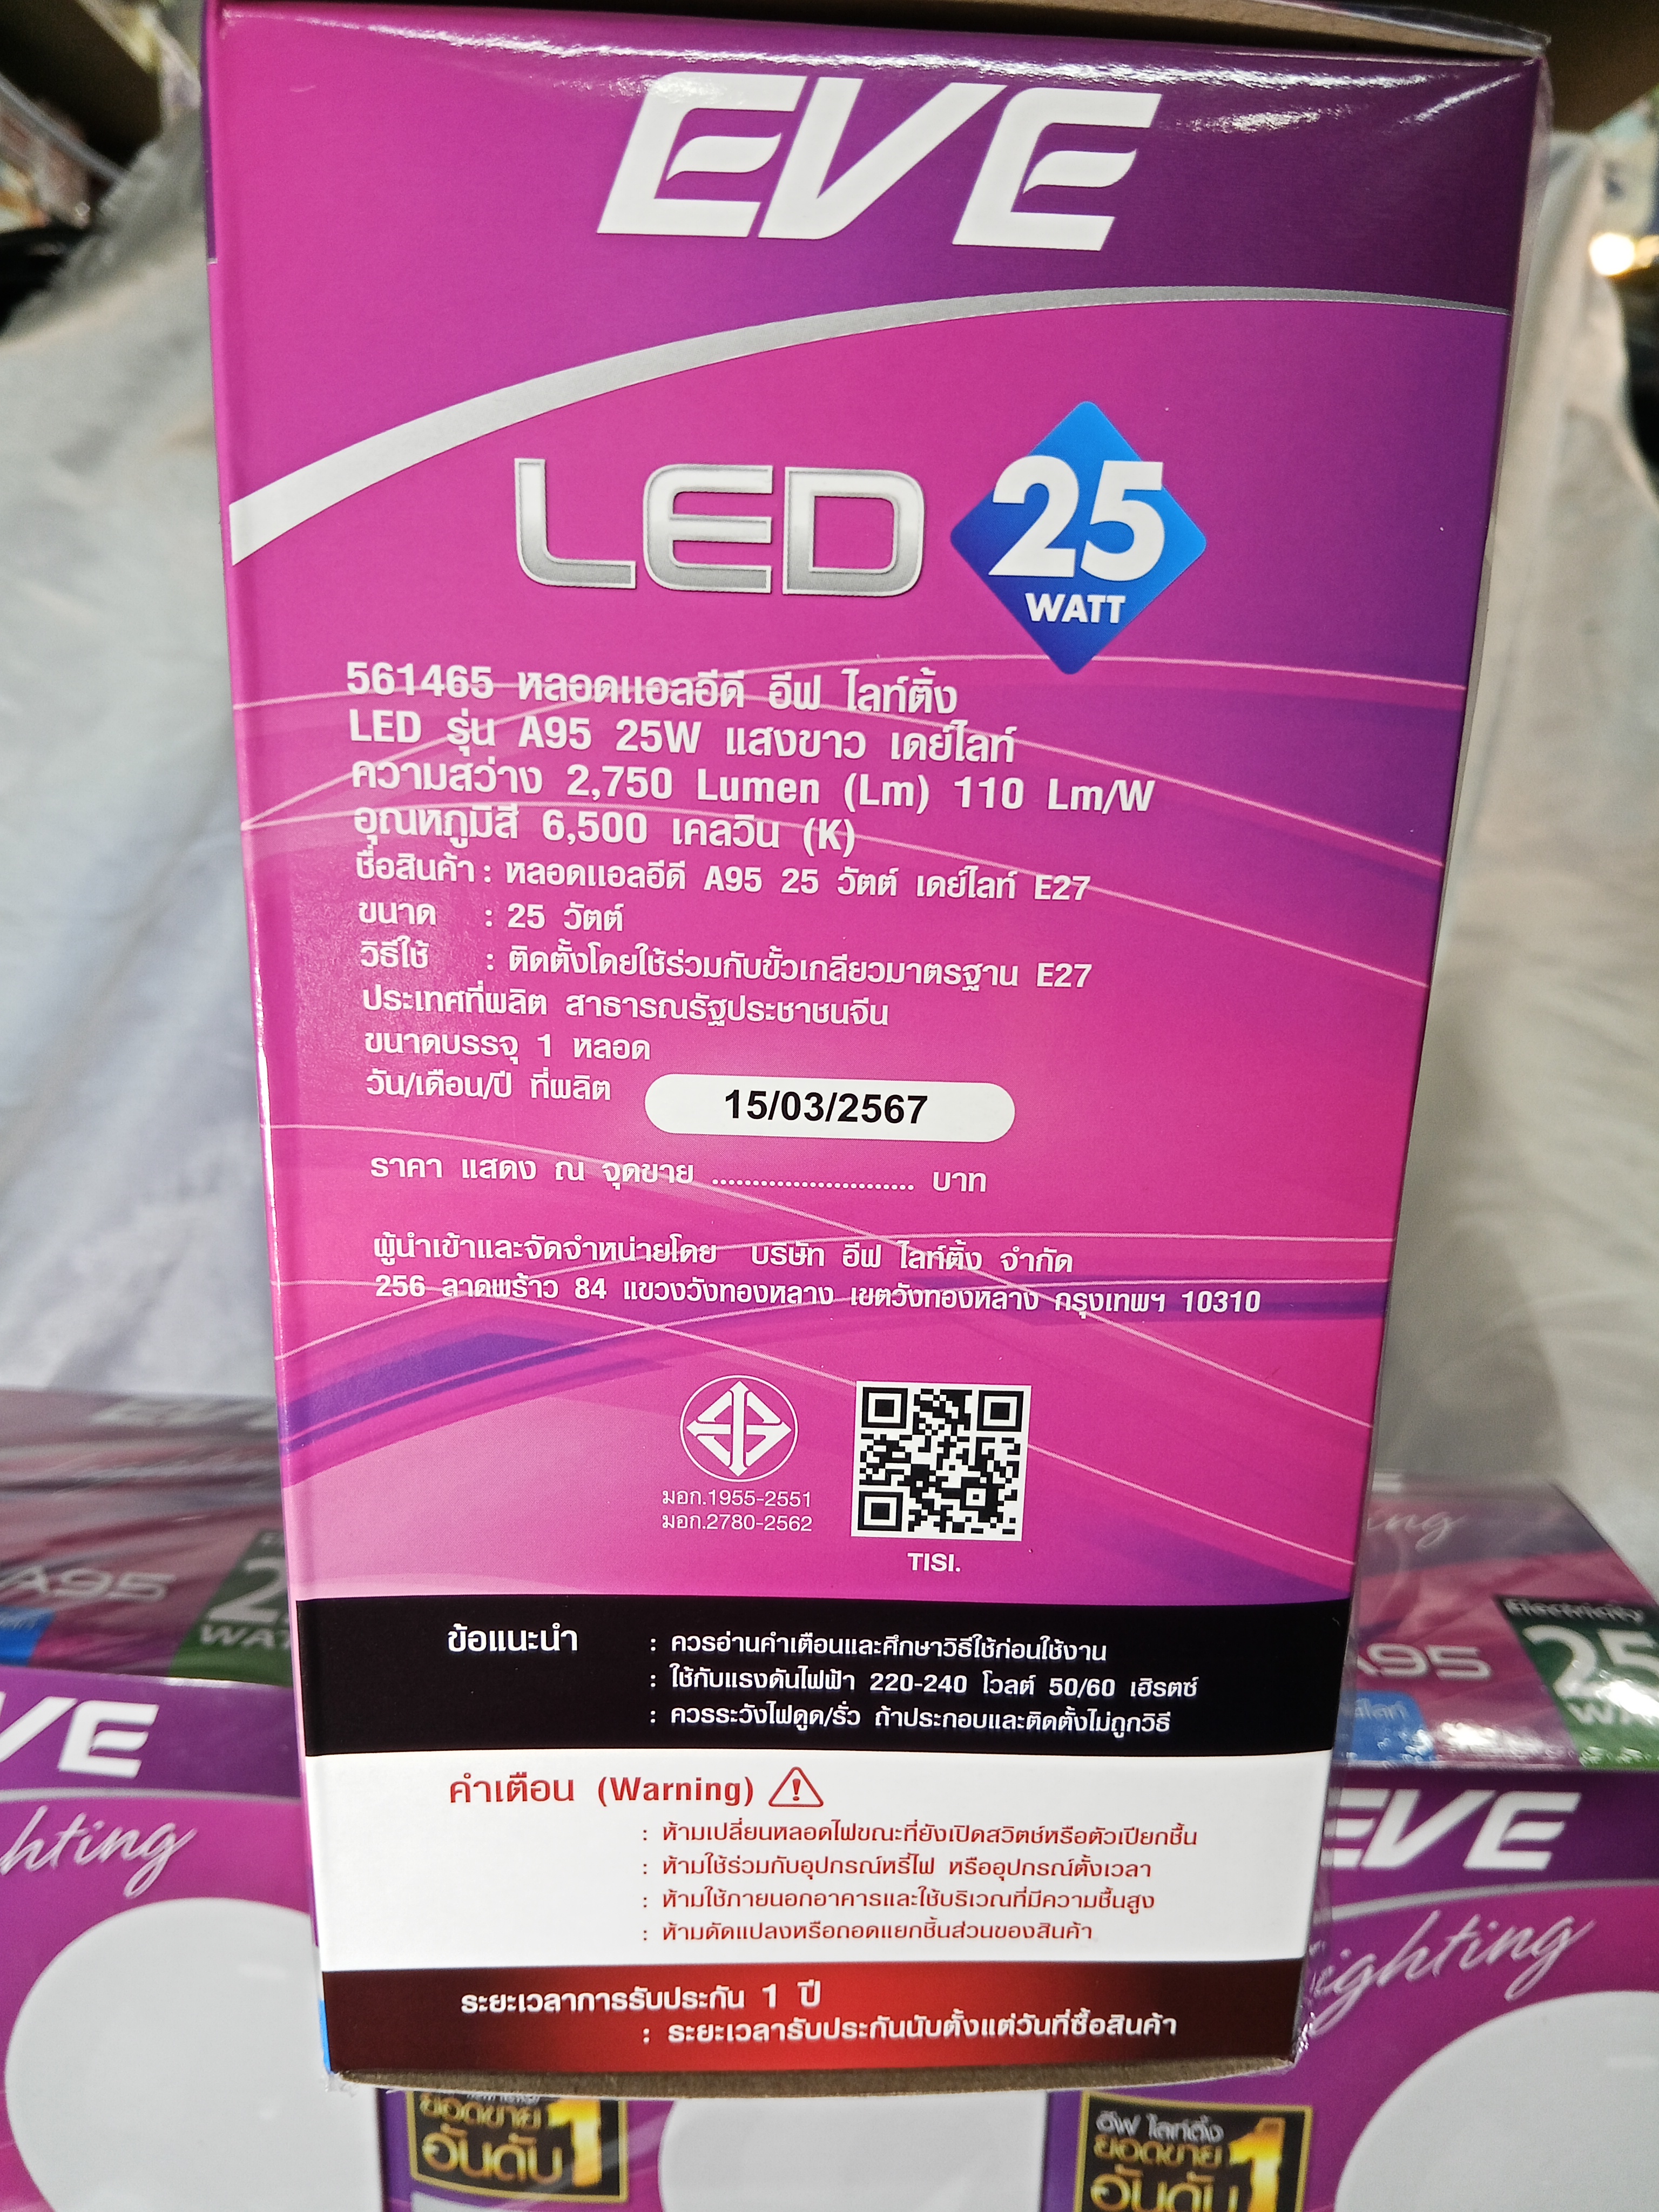 EVE
LED 25
WATT
561465 หลอดแอลอีดี อีฟ ไลท์ติ้ง
LED รุ่น A95 25W แสงขาว เดย์ไลท์
ความสว่าง 2,750 Lumen (Lm) 110 Lm/W
อุณหภูมิสี 6,500 เคลวิน (K)
ชื่อสินค้า : หลอดแอลอีดี A95 25 วัตต์ เดย์ไลท์ E27
ขนาด : 25 วัตต์
วิธีใช้ : ติดตั้งโดยใช้ร่วมกับขั้วเกลียวมาตรฐาน E27
ประเทศที่ผลิต สาธารณรัฐประชาชนจีน
ขนาดบรรจุ 1 หลอด
วัน/เดือน/ปี ที่ผลิต 15/03/2567
ราคา แสดง ณ จุดขาย ......................... บาท
ผู้นำเข้าและจัดจำหน่ายโดย บริษัท อีฟ ไลท์ติ้ง จำกัด
256 ลาดพร้าว 84 แขวงวังทองหลาง เขตวังทองหลาง กรุงเทพฯ 10310
มอก.1955-2551
มอก.2780-2562
TISI.
ข้อแนะนำ : ควรอ่านคำเตือนและศึกษาวิธีใช้ก่อนใช้งาน
: ใช้กับแรงดันไฟฟ้า 220-240 โวลต์ 50/60 เฮิรตซ์
: ควรระวังไฟดูด/รั่ว ถ้าประกอบและติดตั้งไม่ถูกวิธี
คำเตือน (Warning)
: ห้ามเปลี่ยนหลอดไฟขณะที่ยังเปิดสวิตช์หรือตัวเปียกชื้น
: ห้ามใช้ร่วมกับอุปกรณ์หรี่ไฟ หรืออุปกรณ์ตั้งเวลา
: ห้ามใช้ภายนอกอาคารและใช้บริเวณที่มีความชื้นสูง
: ห้ามดัดแปลงหรือถอดแยกชิ้นส่วนของสินค้า
ระยะเวลาการรับประกัน 1 ปี
: ระยะเวลารับประกันนับตั้งแต่วันที่ซื้อสินค้า
A95
Electricity
25
EVE
ยอดขาย
อันดับ 1
อีฟ ไลท์ติ้ง
ยอดขาย
อันดับ 1